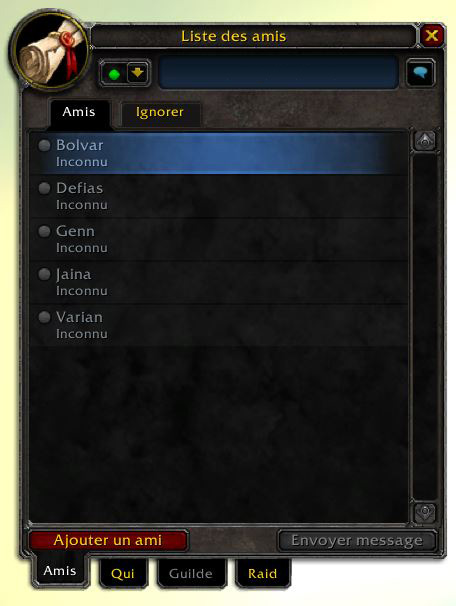 Liste des amis
Amis
Ignorer
Bolvar
Inconnu
Defias
Inconnu
Genn
Inconnu
Jaina
Inconnu
Varian
Inconnu
Ajouter un ami
Envoyer message
Amis
Qui
Guilde
Raid